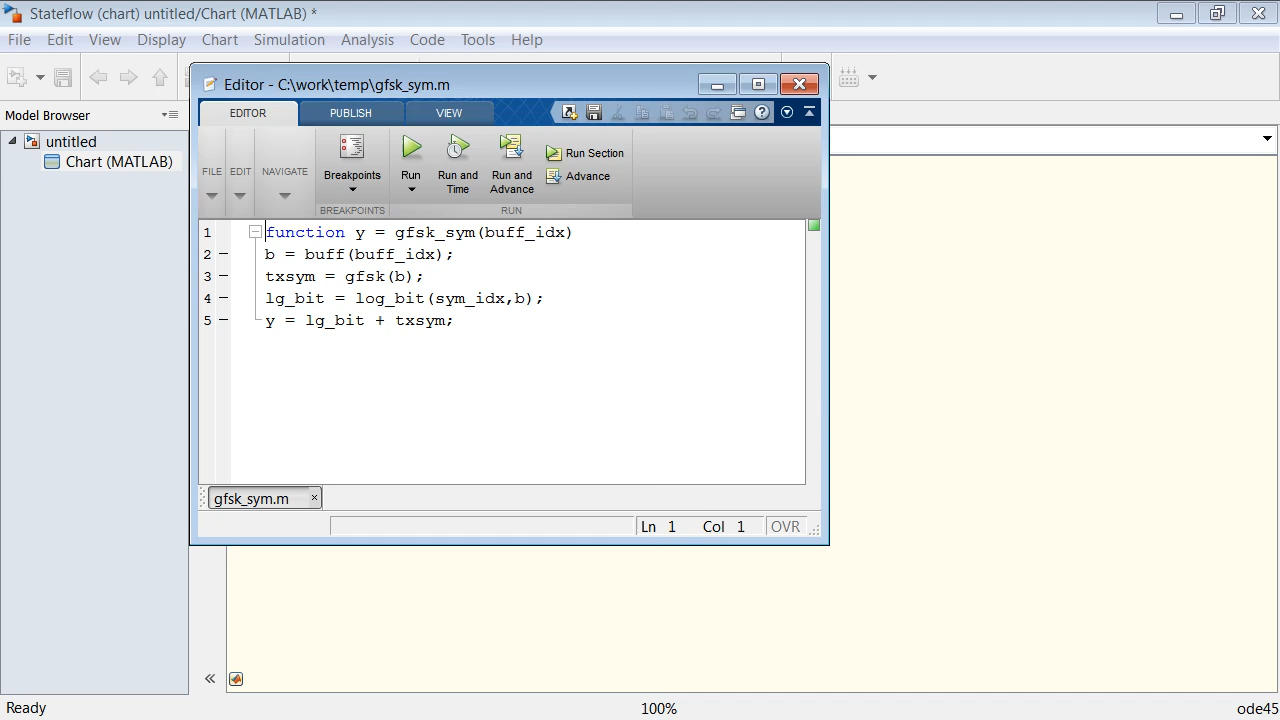 Stateflow (chart) untitled/Chart (MATLAB) *
File Edit View Display Chart Simulation Analysis Code Tools Help
Model Browser
untitled
Chart (MATLAB)
Editor - C:\work\temp\gfsk_sym.m
EDITOR PUBLISH VIEW
FILE EDIT NAVIGATE Breakpoints Run Run and Time Run and Advance Run Section
Advance
BREAKPOINTS RUN
1 function y = gfsk_sym(buff_idx)
2 b = buff(buff_idx);
3 txsym = gfsk(b);
4 lg_bit = log_bit(sym_idx,b);
5 y = lg_bit + txsym;
gfsk_sym.m ×
Ln 1 Col 1 OVR
«
Ready 100% ode45